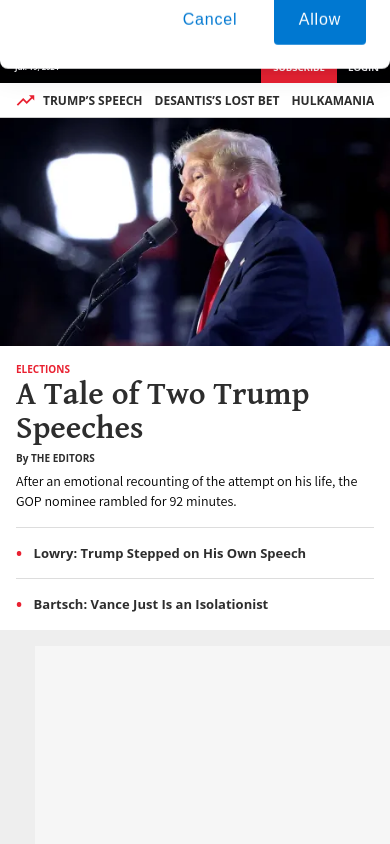 Cancel
Allow
SUBSCRIBE
LOGIN
TRUMP’S SPEECH
DESANTIS’S LOST BET
HULKAMANIA
ELECTIONS
A Tale of Two Trump
Speeches
By THE EDITORS
After an emotional recounting of the attempt on his life, the
GOP nominee rambled for 92 minutes.
• Lowry: Trump Stepped on His Own Speech
• Bartsch: Vance Just Is an Isolationist